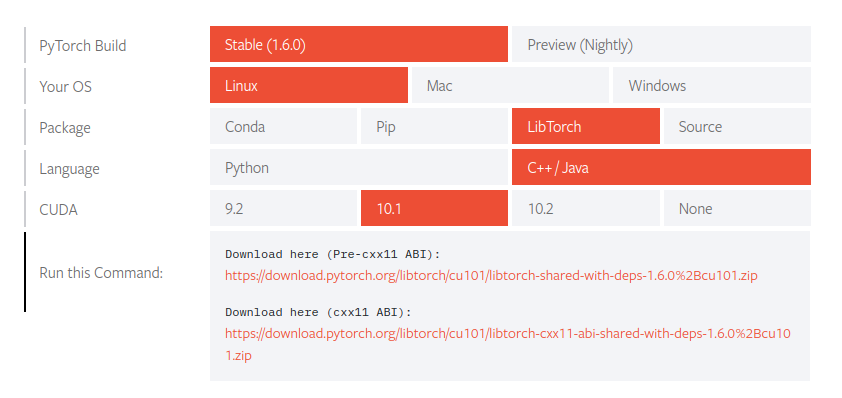 PyTorch Build
Stable (1.6.0)
Preview (Nightly)
Your OS
Linux
Mac
Windows
Package
Conda
Pip
LibTorch
Source
Language
Python
C++ / Java
CUDA
9.2
10.1
10.2
None
Run this Command:
Download here (Pre-cxx11 ABI):
https://download.pytorch.org/libtorch/cu101/libtorch-shared-with-deps-1.6.0%2Bcu101.zip
Download here (cxx11 ABI):
https://download.pytorch.org/libtorch/cu101/libtorch-cxx11-abi-shared-with-deps-1.6.0%2Bcu10
1.zip